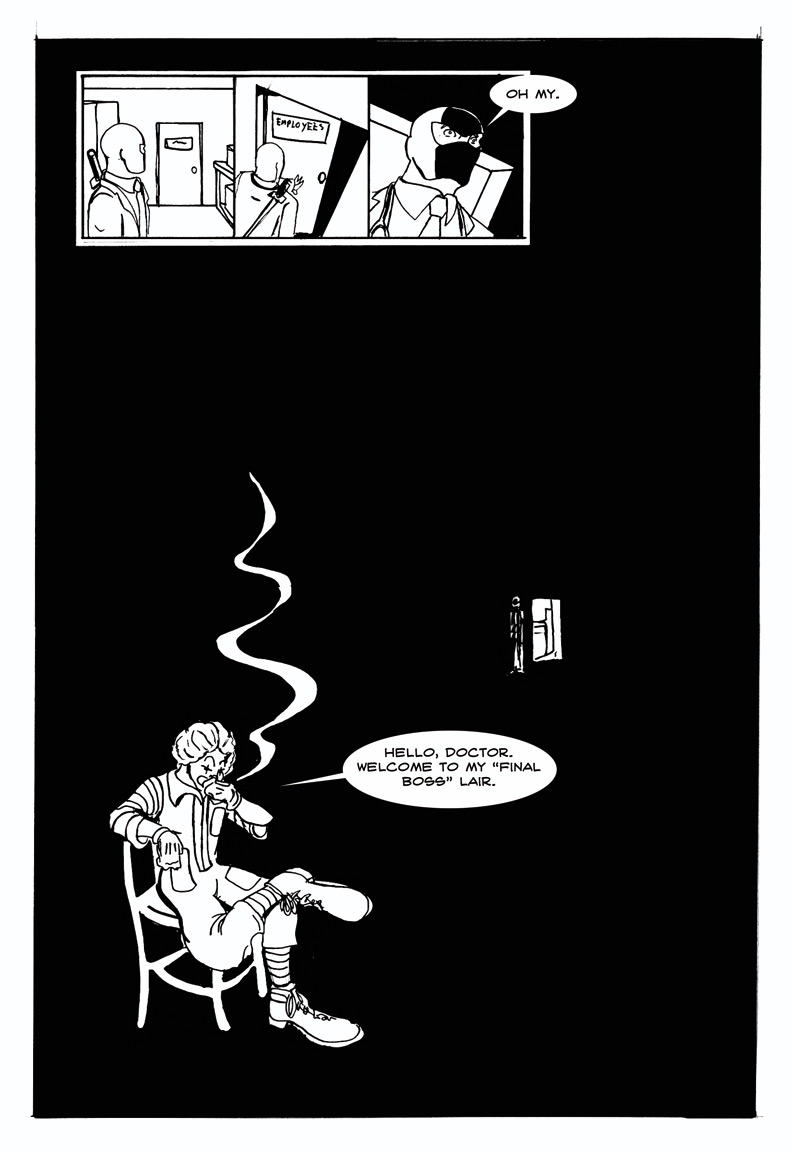 EMPLOYEES
OH MY.
HELLO, DOCTOR.
WELCOME TO MY "FINAL
BOSS" LAIR.